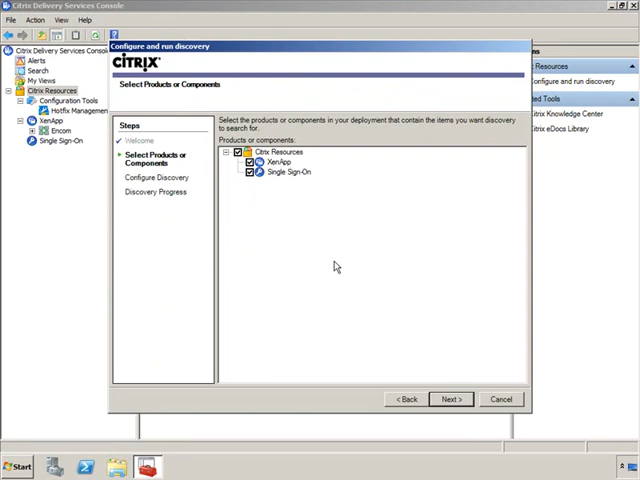 Citrix Delivery Services Console
File Action View Help
Citrix Delivery Services Console
Alerts
Search
My Views
Citrix Resources
Configuration Tools
Hotfix Managemen
XenApp
Encom
Single Sign-On
Configure and run discovery
CITRIX
Select Products or Components
Steps
Welcome
Select Products or
Components
Configure Discovery
Discovery Progress
Select the products or components in your deployment that contain the items you want discovery
to search for.
Products or components:
Citrix Resources
XenApp
Single Sign-On
< Back
Next >
Cancel
ns
Resources
onfigure and run discovery
ted Tools
itrix Knowledge Center
itrix eDocs Library
Start